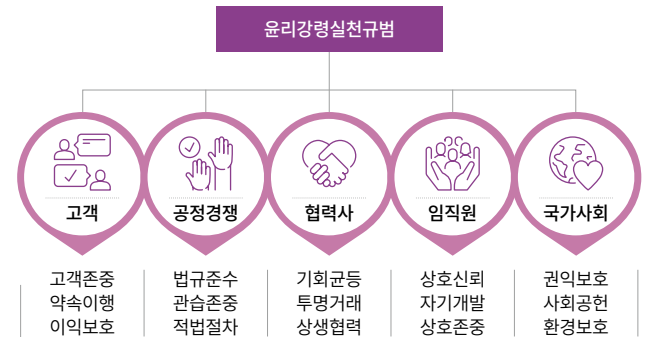 윤리강령실천규범
고객
공정경쟁
협력사
임직원
국가사회
고객존중
약속이행
이익보호
법규준수
관습존중
적법절차
기회균등
투명거래
상생협력
상호신뢰
자기개발
상호존중
권익보호
사회공헌
환경보호